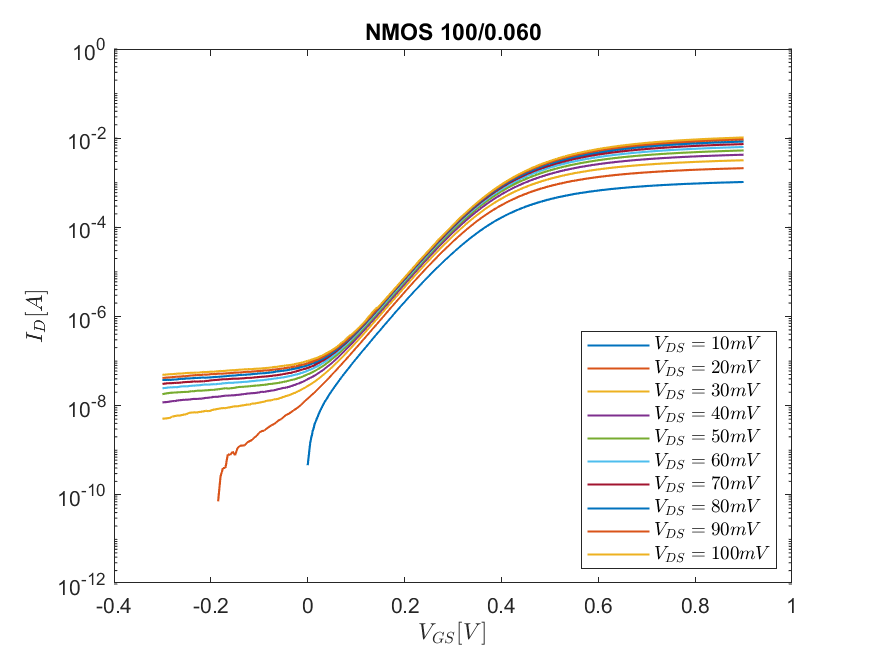 NMOS 100/0.060
10^0
10^-2
10^-4
10^-6
10^-8
10^-10
10^-12
I_D[A]
V_DS = 10mV
V_DS = 20mV
V_DS = 30mV
V_DS = 40mV
V_DS = 50mV
V_DS = 60mV
V_DS = 70mV
V_DS = 80mV
V_DS = 90mV
V_DS = 100mV
-0.4 -0.2 0 0.2 0.4 0.6 0.8 1
V_GS[V]